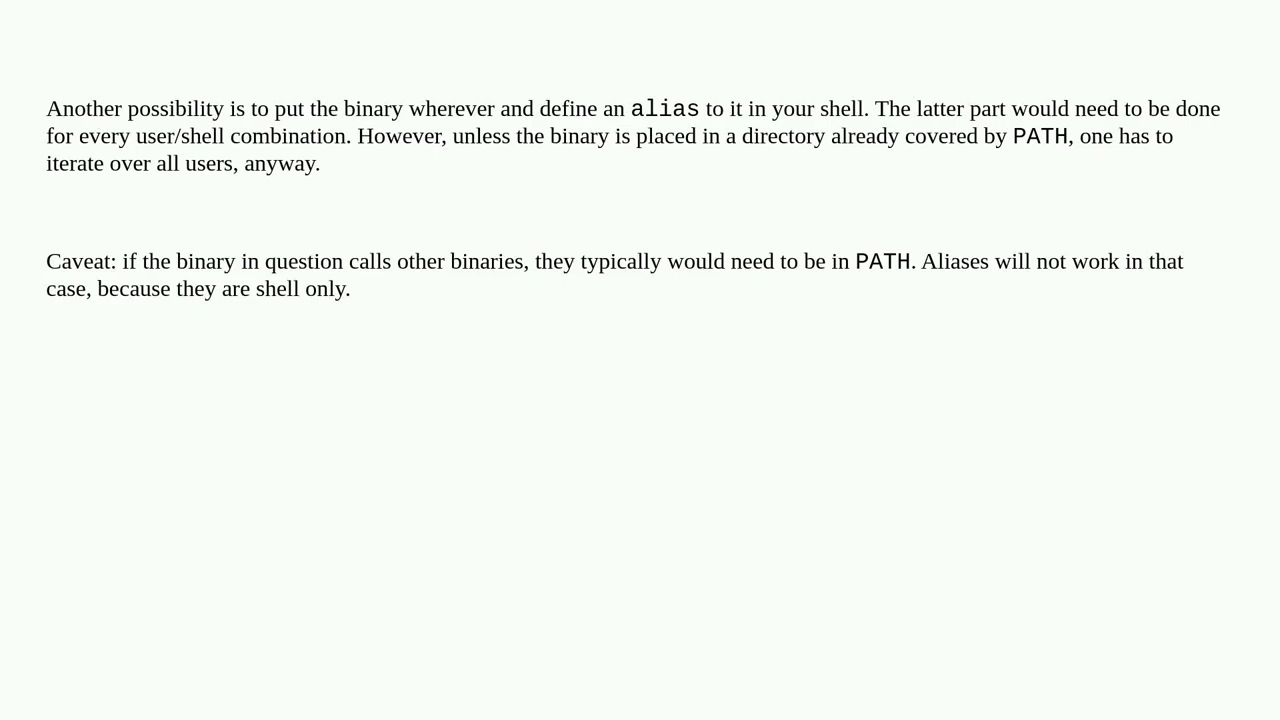 Another possibility is to put the binary wherever and define an alias to it in your shell. The latter part would need to be done
for every user/shell combination. However, unless the binary is placed in a directory already covered by PATH, one has to
iterate over all users, anyway.
Caveat: if the binary in question calls other binaries, they typically would need to be in PATH. Aliases will not work in that
case, because they are shell only.